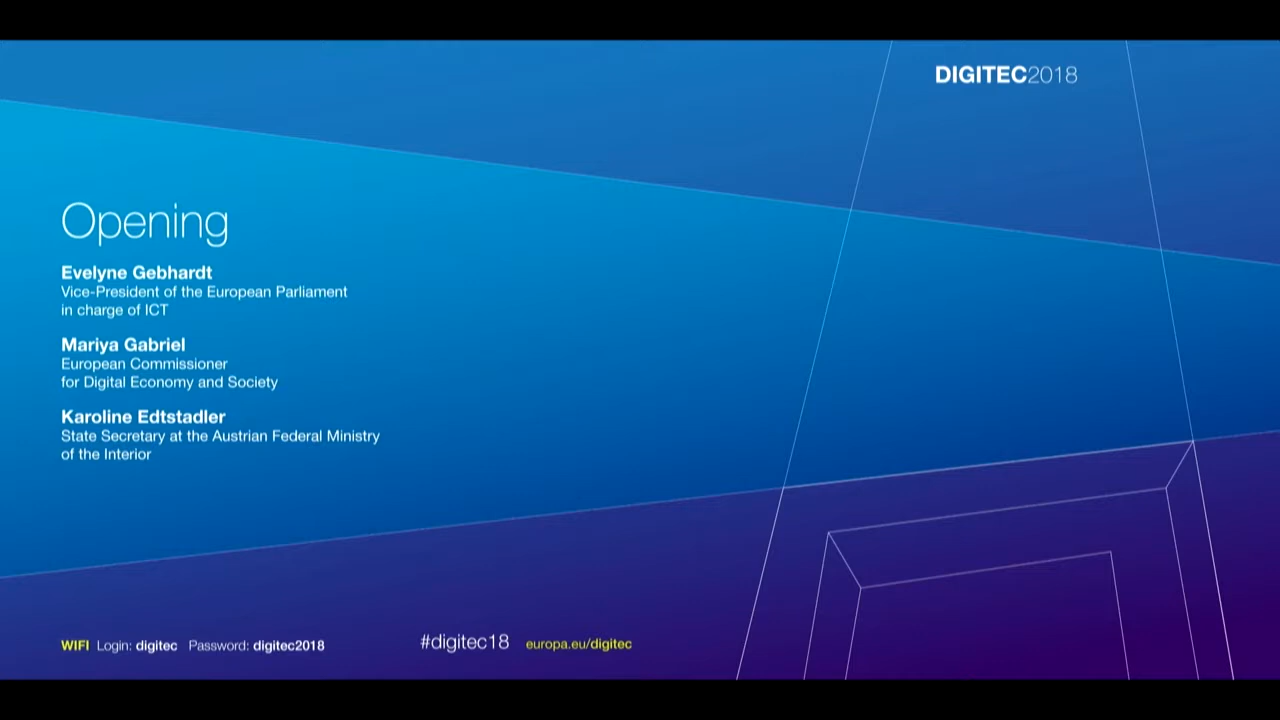 DIGITEC2018
Opening
Evelyne Gebhardt
Vice-President of the European Parliament
in charge of ICT
Mariya Gabriel
European Commissioner
for Digital Economy and Society
Karoline Edtstadler
State Secretary at the Austrian Federal Ministry
of the Interior
WIFI Login: digitec Password: digitec2018 #digitec18 europa.eu/digitec